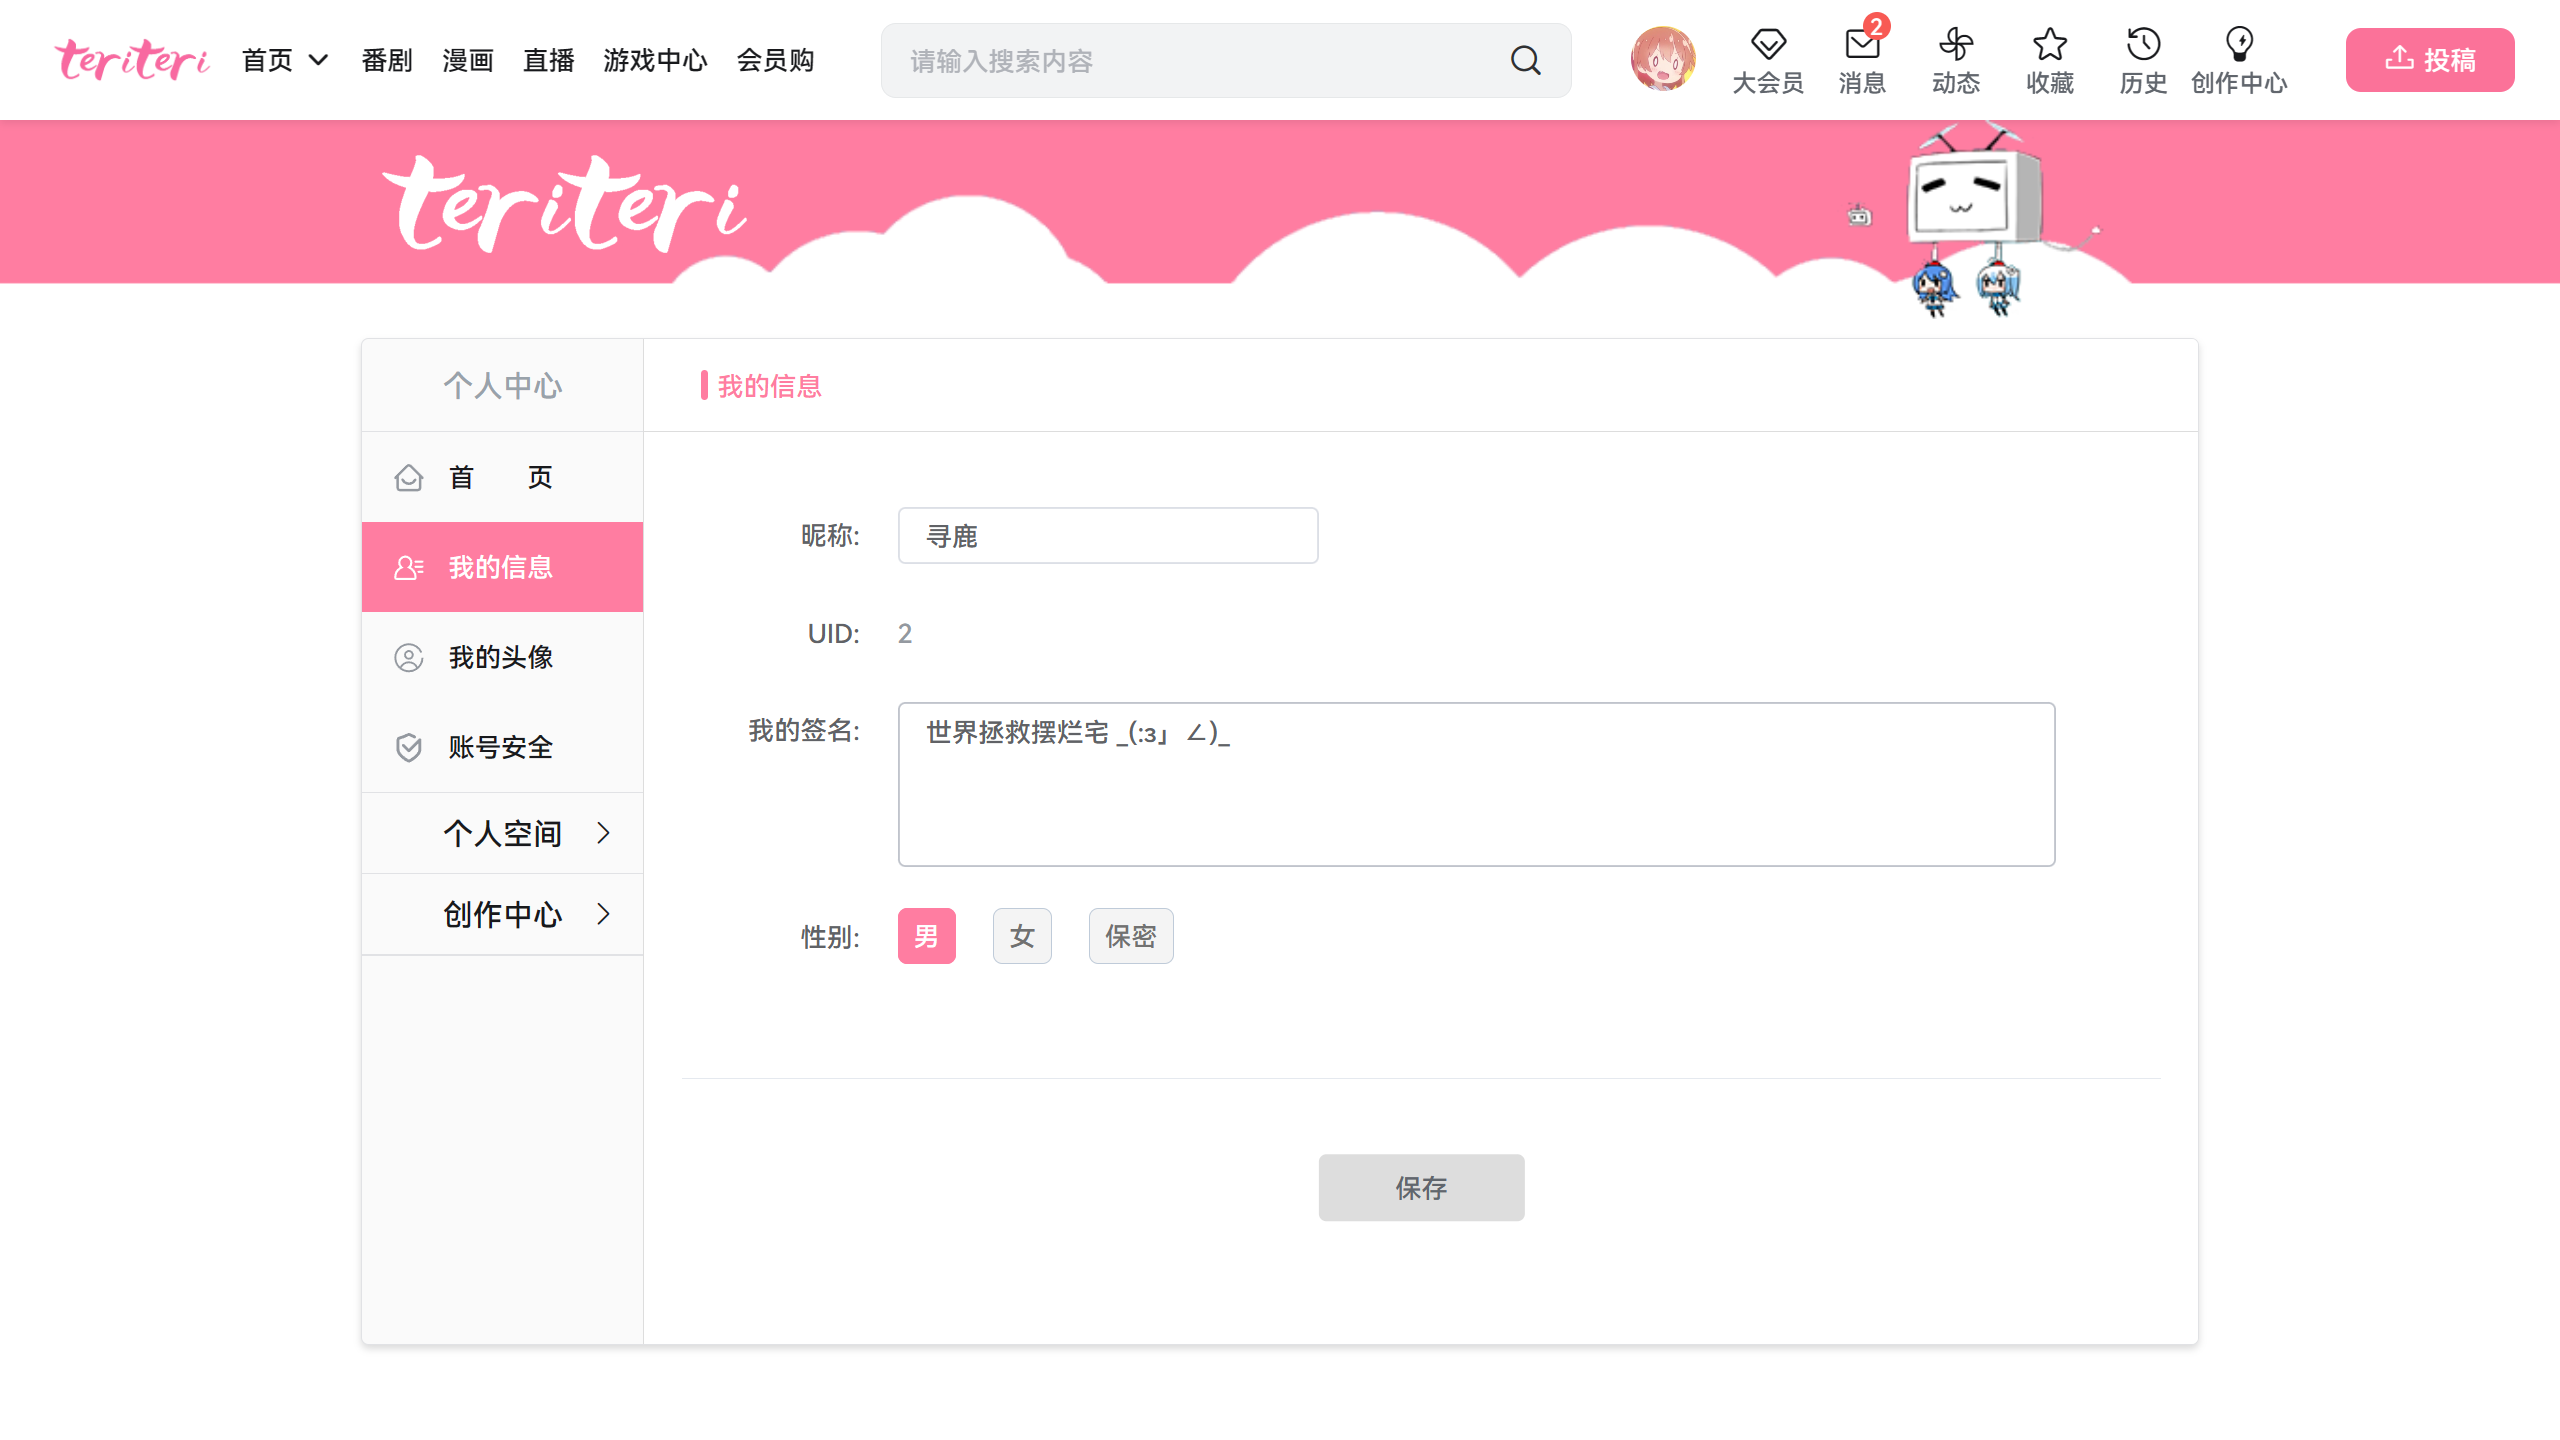 teriteri 首页 番剧 漫画 直播 游戏中心 会员购 请输入搜索内容 大会员 消息 2 动态 收藏 历史 创作中心 投稿
teriteri
个人中心
首 页
我的信息
我的头像
账号安全
个人空间
创作中心
我的信息
昵称: 寻鹿
UID: 2
我的签名: 世界拯救摆烂宅 _(:з」∠)_
性别: 男 女 保密
保存